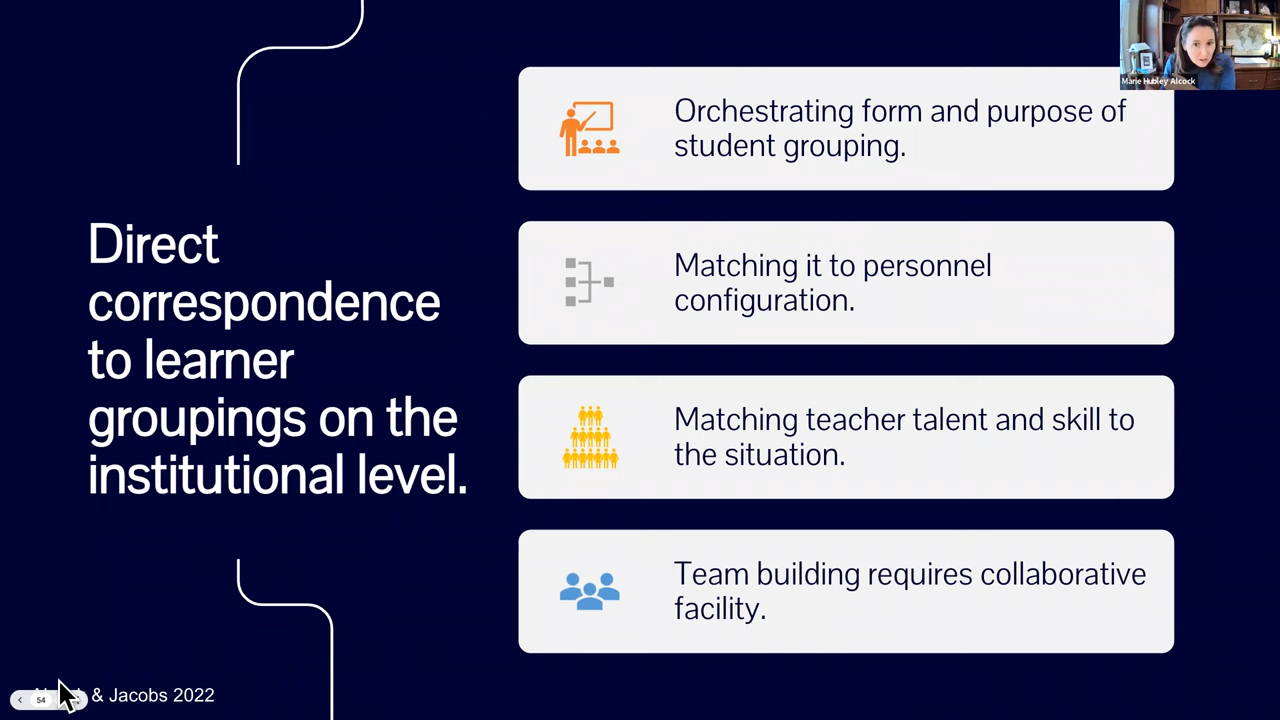 Direct
correspondence
to learner
groupings on the
institutional level.
Orchestrating form and purpose of
student grouping.
Matching it to personnel
configuration.
Matching teacher talent and skill to
the situation.
Team building requires collaborative
facility.
Marie Hubley Alcock
& Jacobs 2022
54